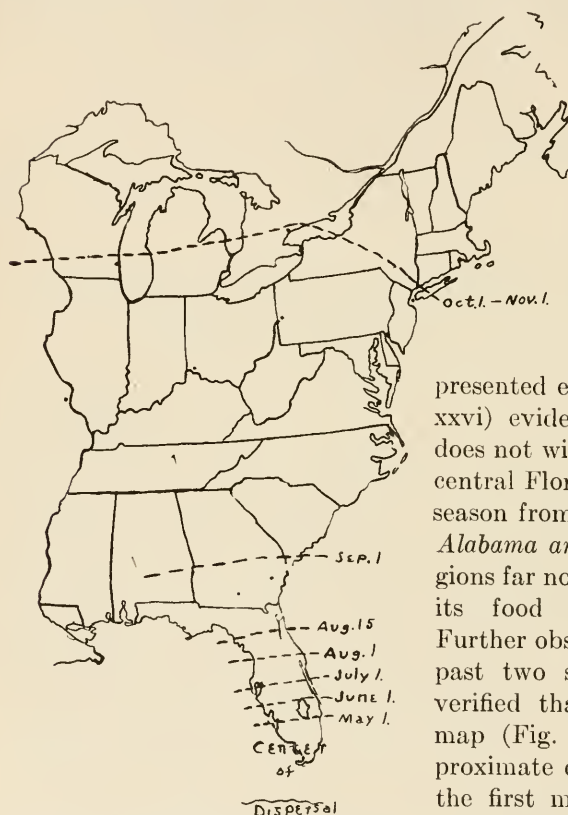 Oct. 1. – Nov. 1.
presented e
xxvi) evide
does not wi
central Flor
season from
Alabama ar
gions far no
its food
Further obs
past two s
verified tha
map (Fig.
proximate d
the first m
Sep. 1
Aug. 15
Aug. 1
July 1.
June 1.
May 1.
Center
of
Dispersal